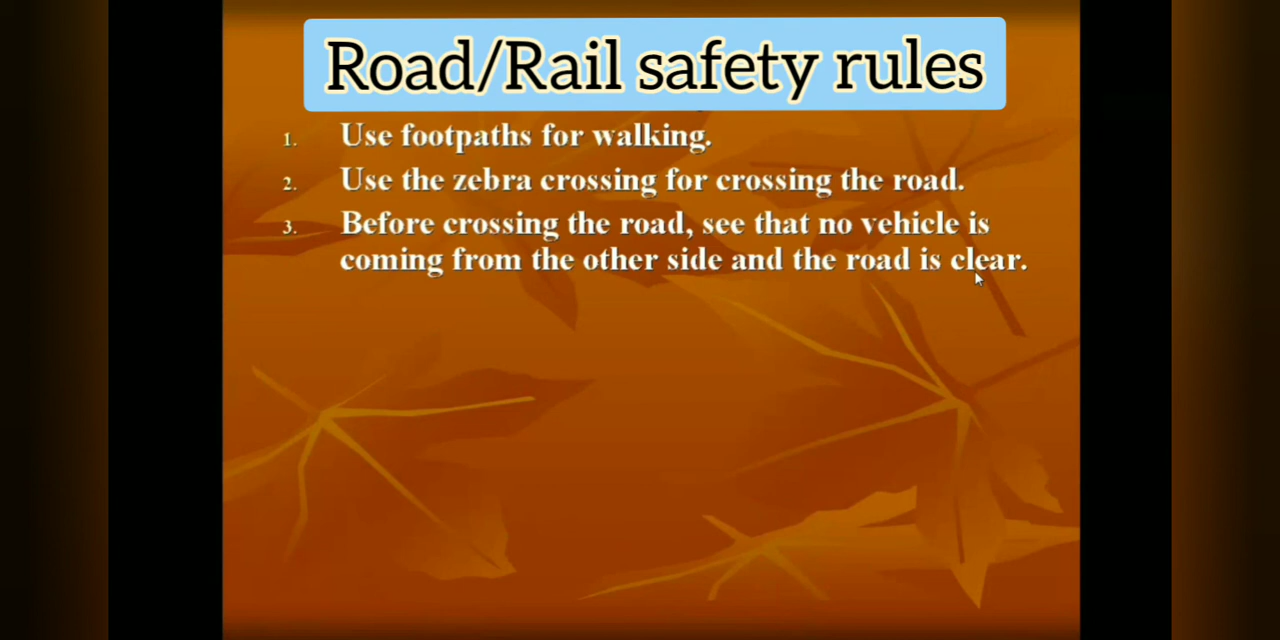 Road/Rail safety rules
1. Use footpaths for walking.
2. Use the zebra crossing for crossing the road.
3. Before crossing the road, see that no vehicle is
coming from the other side and the road is clear.